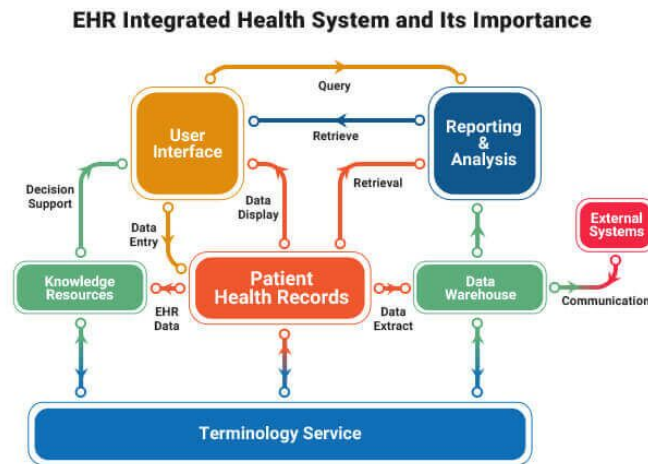 EHR Integrated Health System and Its Importance
Query
User
Interface
Reporting
&
Analysis
Retrieve
Decision
Support
Data
Display
Retrieval
Data
Entry
External
Systems
Knowledge
Resources
Patient
Health Records
Data
Warehouse
EHR
Data
Data
Extract
Communication
Terminology Service